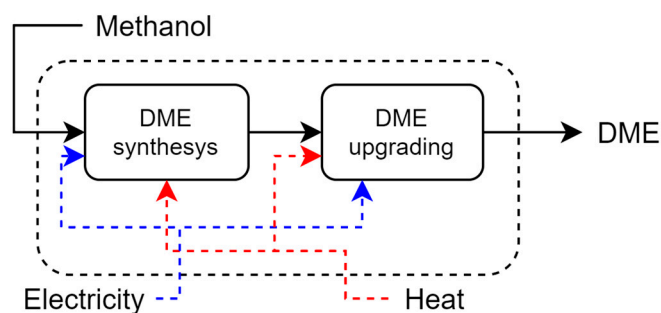 Methanol
DME
synthesys
DME
upgrading
DME
Electricity
Heat